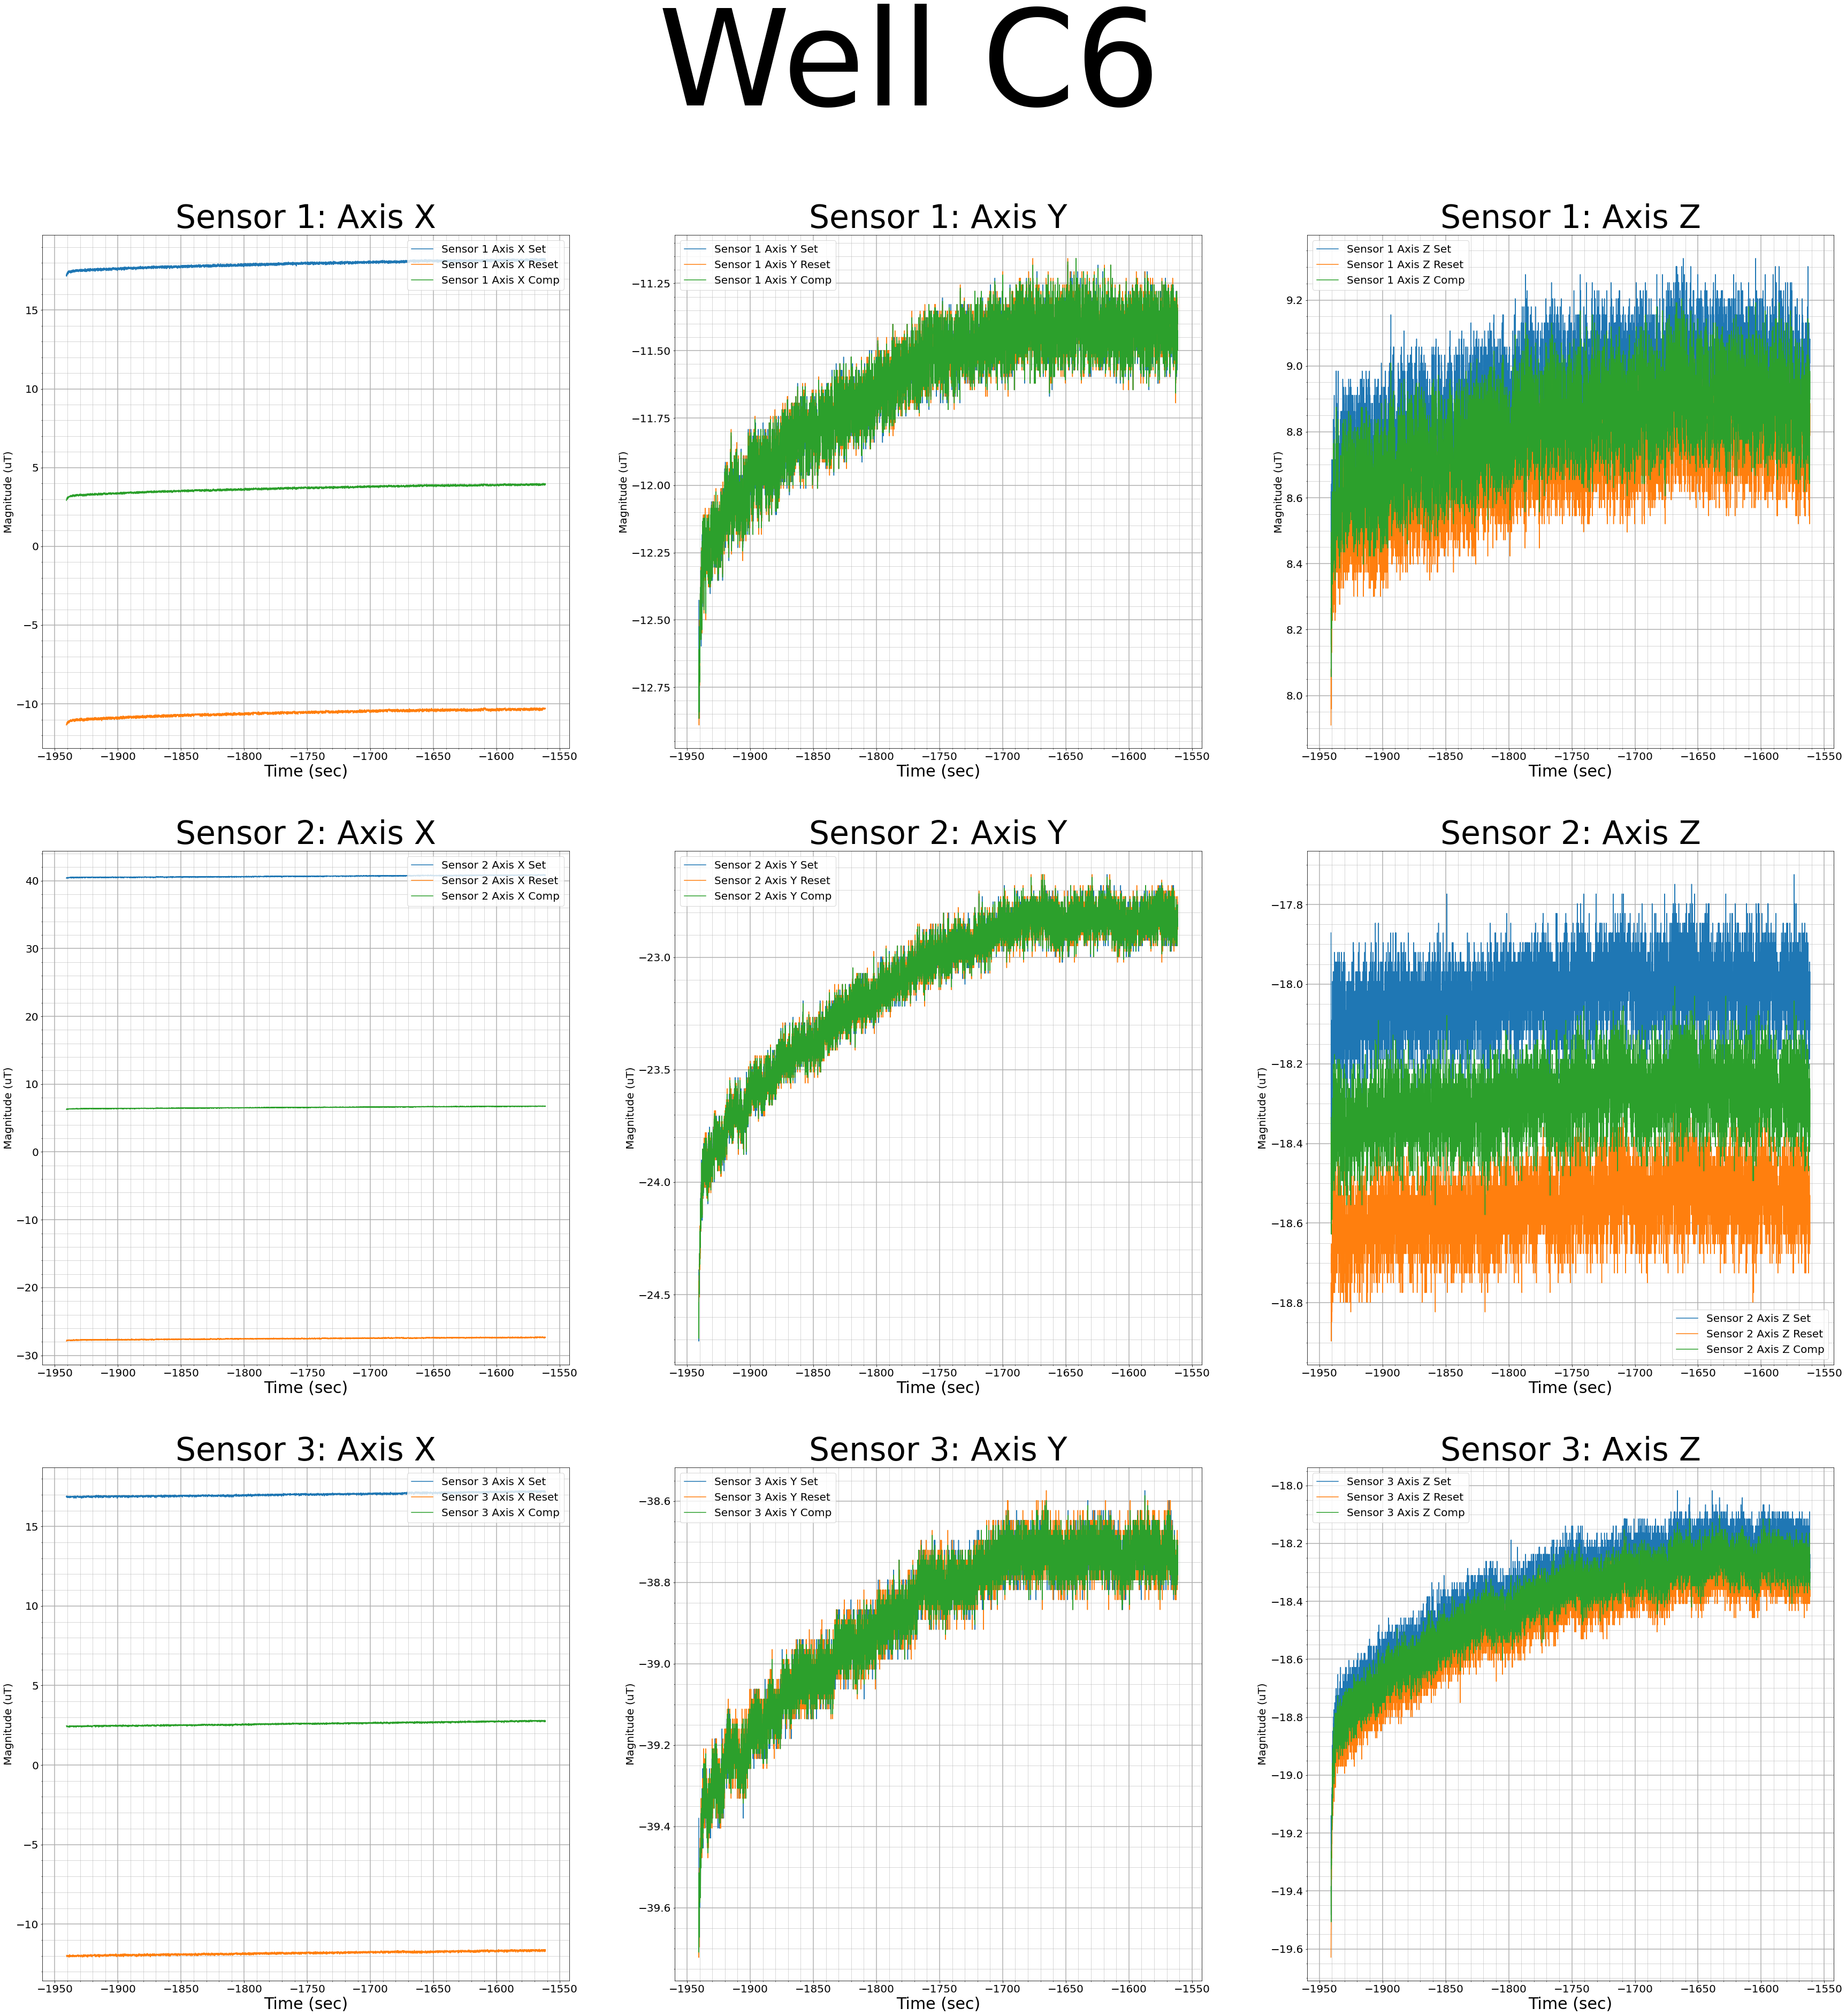 Well C6
Sensor 1: Axis X
Sensor 1 Axis X Set
Sensor 1 Axis X Reset
Sensor 1 Axis X Comp
Magnitude (uT)
15
10
5
0
−5
−10
−1950 −1900 −1850 −1800 −1750 −1700 −1650 −1600 −1550
Time (sec)
Sensor 1: Axis Y
Sensor 1 Axis Y Set
Sensor 1 Axis Y Reset
Sensor 1 Axis Y Comp
Magnitude (uT)
−11.25
−11.50
−11.75
−12.00
−12.25
−12.50
−12.75
−1950 −1900 −1850 −1800 −1750 −1700 −1650 −1600 −1550
Time (sec)
Sensor 1: Axis Z
Sensor 1 Axis Z Set
Sensor 1 Axis Z Reset
Sensor 1 Axis Z Comp
Magnitude (uT)
9.2
9.0
8.8
8.6
8.4
8.2
8.0
−1950 −1900 −1850 −1800 −1750 −1700 −1650 −1600 −1550
Time (sec)
Sensor 2: Axis X
Sensor 2 Axis X Set
Sensor 2 Axis X Reset
Sensor 2 Axis X Comp
Magnitude (uT)
40
30
20
10
0
−10
−20
−30
−1950 −1900 −1850 −1800 −1750 −1700 −1650 −1600 −1550
Time (sec)
Sensor 2: Axis Y
Sensor 2 Axis Y Set
Sensor 2 Axis Y Reset
Sensor 2 Axis Y Comp
Magnitude (uT)
−23.0
−23.5
−24.0
−24.5
−1950 −1900 −1850 −1800 −1750 −1700 −1650 −1600 −1550
Time (sec)
Sensor 2: Axis Z
Magnitude (uT)
−17.8
−18.0
−18.2
−18.4
−18.6
−18.8
Sensor 2 Axis Z Set
Sensor 2 Axis Z Reset
Sensor 2 Axis Z Comp
−1950 −1900 −1850 −1800 −1750 −1700 −1650 −1600 −1550
Time (sec)
Sensor 3: Axis X
Sensor 3 Axis X Set
Sensor 3 Axis X Reset
Sensor 3 Axis X Comp
Magnitude (uT)
15
10
5
0
−5
−10
−1950 −1900 −1850 −1800 −1750 −1700 −1650 −1600 −1550
Time (sec)
Sensor 3: Axis Y
Sensor 3 Axis Y Set
Sensor 3 Axis Y Reset
Sensor 3 Axis Y Comp
Magnitude (uT)
−38.6
−38.8
−39.0
−39.2
−39.4
−39.6
−1950 −1900 −1850 −1800 −1750 −1700 −1650 −1600 −1550
Time (sec)
Sensor 3: Axis Z
Sensor 3 Axis Z Set
Sensor 3 Axis Z Reset
Sensor 3 Axis Z Comp
Magnitude (uT)
−18.0
−18.2
−18.4
−18.6
−18.8
−19.0
−19.2
−19.4
−19.6
−1950 −1900 −1850 −1800 −1750 −1700 −1650 −1600 −1550
Time (sec)